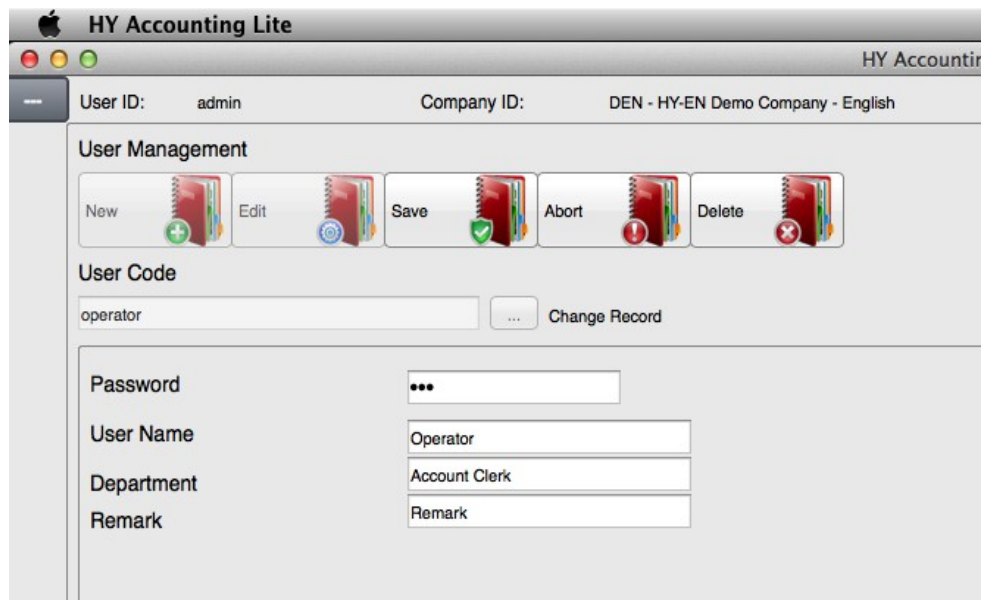 HY Accounting Lite
HY Accountin
---
User ID: admin Company ID: DEN - HY-EN Demo Company - English
User Management
New Edit Save Abort Delete
User Code
operator ... Change Record
Password •••
User Name Operator
Department Account Clerk
Remark Remark